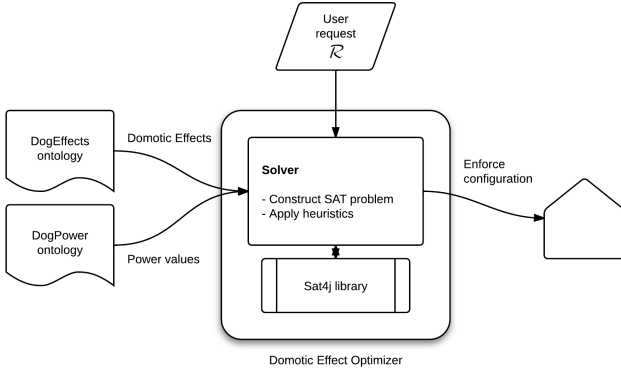 User
request
ℛ
DogEffects
ontology
Domotic Effects
DogPower
ontology
Power values
Solver
- Construct SAT problem
- Apply heuristics
Sat4j library
Enforce
configuration
Domotic Effect Optimizer